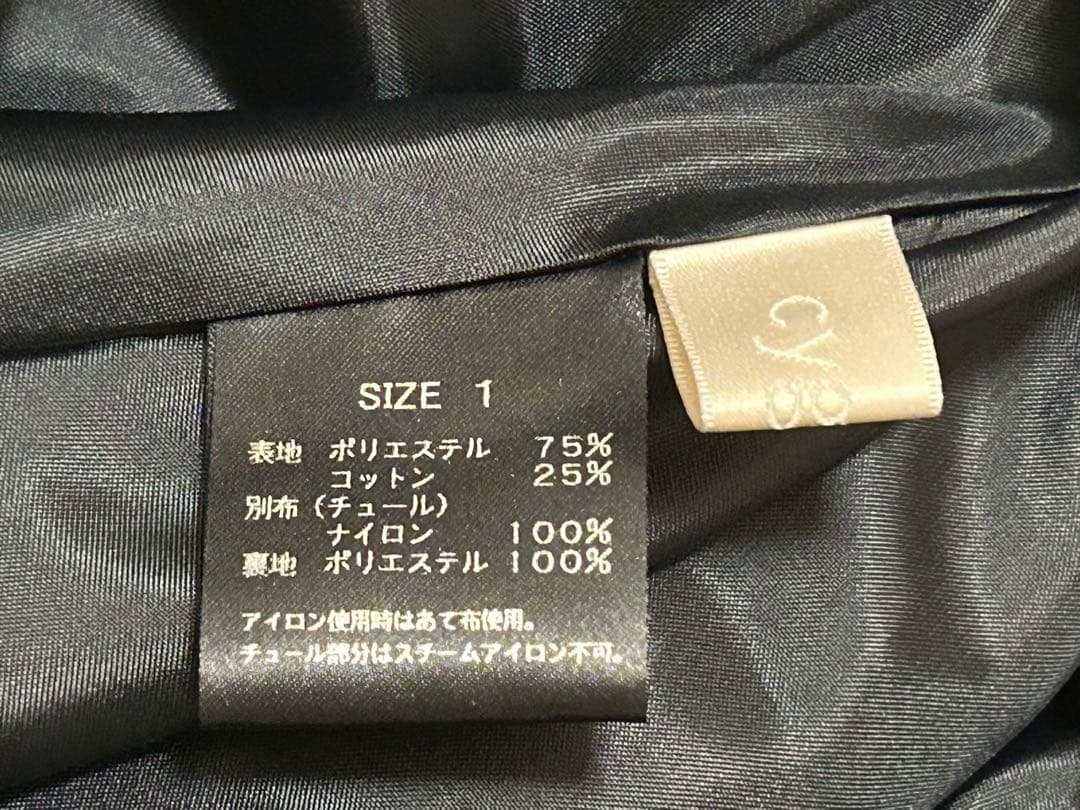 SIZE 1
表地 ポリエステル 75%
コットン 25%
別布(チュール)
ナイロン 100%
裏地 ポリエステル 100%
アイロン使用時はあて布使用。
チュール部分はスチームアイロン不可。